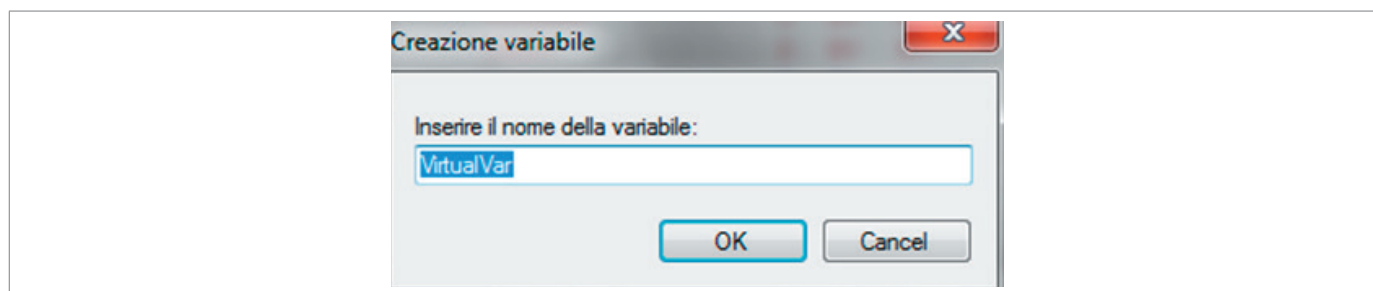 Creazione variabile
Inserire il nome della variabile:
VirtualVar
OK
Cancel